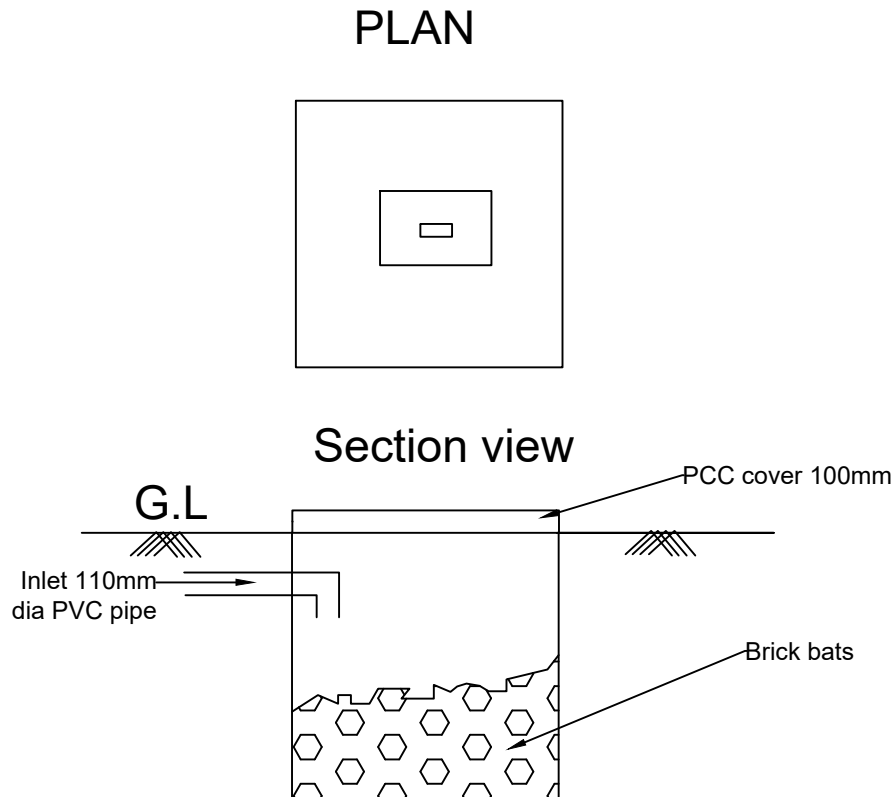 PLAN
Section view
PCC cover 100mm
G.L
Inlet 110mm
dia PVC pipe
Brick bats